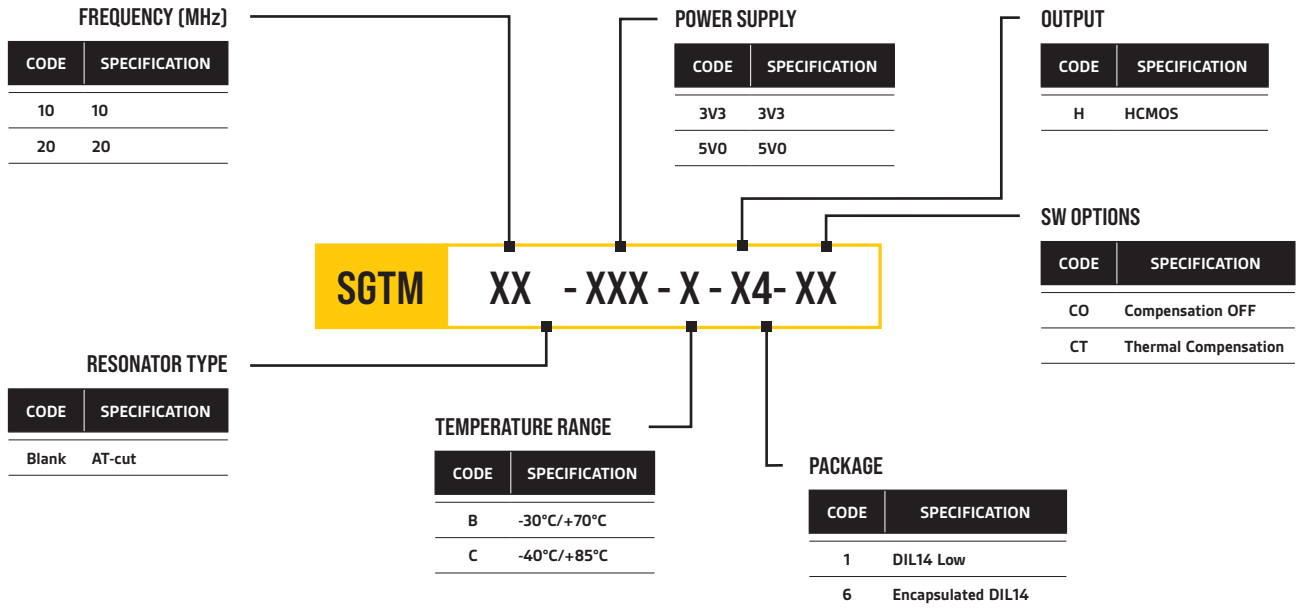 FREQUENCY (MHz)
CODE SPECIFICATION
10 10
20 20
POWER SUPPLY
CODE SPECIFICATION
3V3 3V3
5V0 5V0
OUTPUT
CODE SPECIFICATION
H HCMOS
SW OPTIONS
CODE SPECIFICATION
CO Compensation OFF
CT Thermal Compensation
SGTM XX - XXX - X - X4- XX
RESONATOR TYPE
CODE SPECIFICATION
Blank AT-cut
TEMPERATURE RANGE
CODE SPECIFICATION
B -30°C/+70°C
C -40°C/+85°C
PACKAGE
CODE SPECIFICATION
1 DIL14 Low
6 Encapsulated DIL14